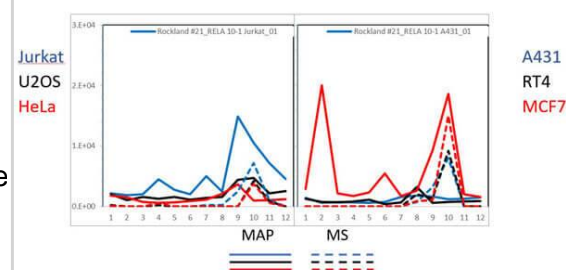 3.E+04
2.E+04
1.E+04
0.E+00
Rockland #21_RELA 10-1 Jurkat_01
Rockland #21_RELA 10-1 A431_01
Jurkat
U2OS
HeLa
A431
RT4
MCF7
e
1 2 3 4 5 6 7 8 9 10 11 12
1 2 3 4 5 6 7 8 9 10 11 12
MAP MS